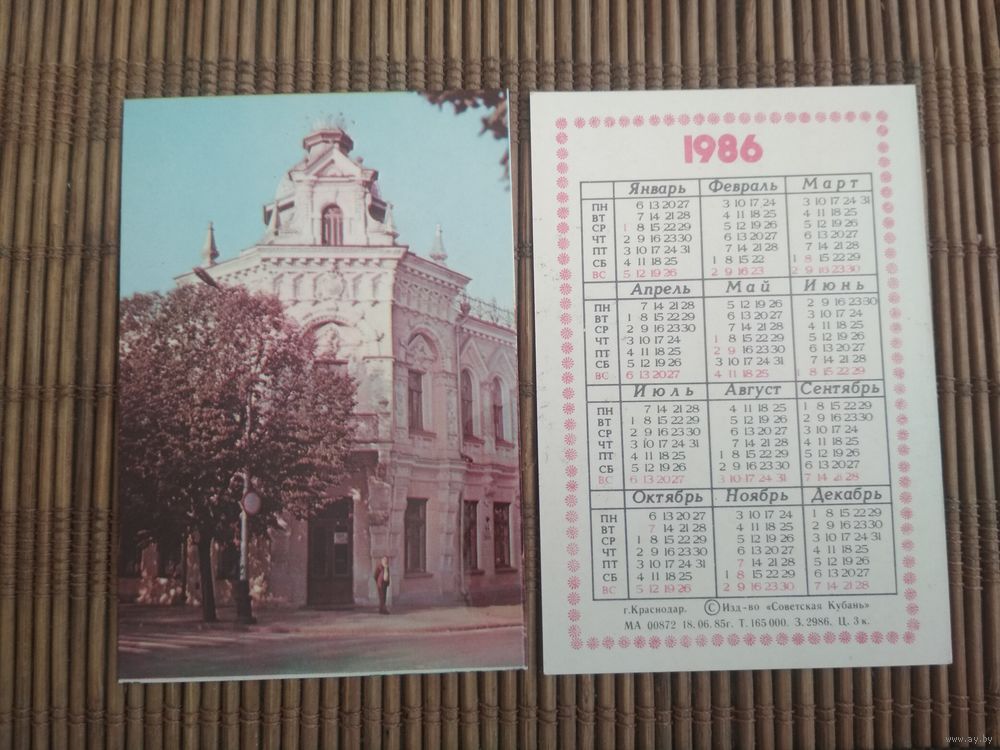 1986
Январь Февраль Март
ПН 6 13 20 27 3 10 17 24 3 10 17 24 31
ВТ 7 14 21 28 4 11 18 25 4 11 18 25
СР 1 8 15 22 29 5 12 19 26 5 12 19 26
ЧТ 2 9 16 23 30 6 13 20 27 6 13 20 27
ПТ 3 10 17 24 31 7 14 21 28 7 14 21 28
СБ 4 11 18 25 1 8 15 22 1 8 15 22 29
ВС 5 12 19 26 2 9 16 23 2 9 16 23 30
Апрель Май Июнь
ПН 7 14 21 28 5 12 19 26 2 9 16 23 30
ВТ 1 8 15 22 29 6 13 20 27 3 10 17 24
СР 2 9 16 23 30 7 14 21 28 4 11 18 25
ЧТ 3 10 17 24 1 8 15 22 29 5 12 19 26
ПТ 4 11 18 25 2 9 16 23 30 6 13 20 27
СБ 5 12 19 26 3 10 17 24 31 7 14 21 28
ВС 6 13 20 27 4 11 18 25 1 8 15 22 29
Июль Август Сентябрь
ПН 7 14 21 28 4 11 18 25 1 8 15 22 29
ВТ 1 8 15 22 29 5 12 19 26 2 9 16 23 30
СР 2 9 16 23 30 6 13 20 27 3 10 17 24
ЧТ 3 10 17 24 31 7 14 21 28 4 11 18 25
ПТ 4 11 18 25 1 8 15 22 29 5 12 19 26
СБ 5 12 19 26 2 9 16 23 30 6 13 20 27
ВС 6 13 20 27 3 10 17 24 31 7 14 21 28
Октябрь Ноябрь Декабрь
ПН 6 13 20 27 3 10 17 24 1 8 15 22 29
ВТ 7 14 21 28 4 11 18 25 2 9 16 23 30
СР 1 8 15 22 29 5 12 19 26 3 10 17 24 31
ЧТ 2 9 16 23 30 6 13 20 27 4 11 18 25
ПТ 3 10 17 24 31 7 14 21 28 5 12 19 26
СБ 4 11 18 25 1 8 15 22 29 6 13 20 27
ВС 5 12 19 26 2 9 16 23 30 7 14 21 28
г.Краснодар. © Изд-во «Советская Кубань»
МА 00872 18.06.85г. Т. 165 000. З. 2986. Ц. 3 к.
www.ay.by